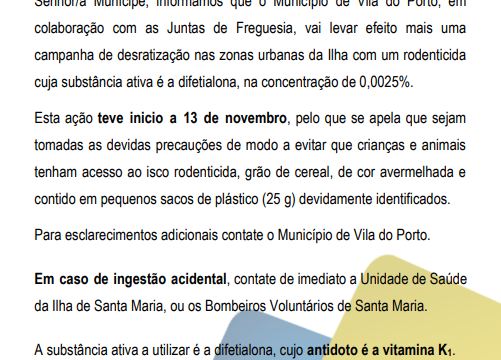 Senhor/a Munícipe, informamos que o Município de Vila do Porto, em
colaboração com as Juntas de Freguesia, vai levar efeito mais uma
campanha de desratização nas zonas urbanas da Ilha com um rodenticida
cuja substância ativa é a difetialona, na concentração de 0,0025%.
Esta ação teve inicio a 13 de novembro, pelo que se apela que sejam
tomadas as devidas precauções de modo a evitar que crianças e animais
tenham acesso ao isco rodenticida, grão de cereal, de cor avermelhada e
contido em pequenos sacos de plástico (25 g) devidamente identificados.
Para esclarecimentos adicionais contate o Município de Vila do Porto.
Em caso de ingestão acidental, contate de imediato a Unidade de Saúde
da Ilha de Santa Maria, ou os Bombeiros Voluntários de Santa Maria.
A substância ativa a utilizar é a difetialona, cujo antidoto é a vitamina K1.